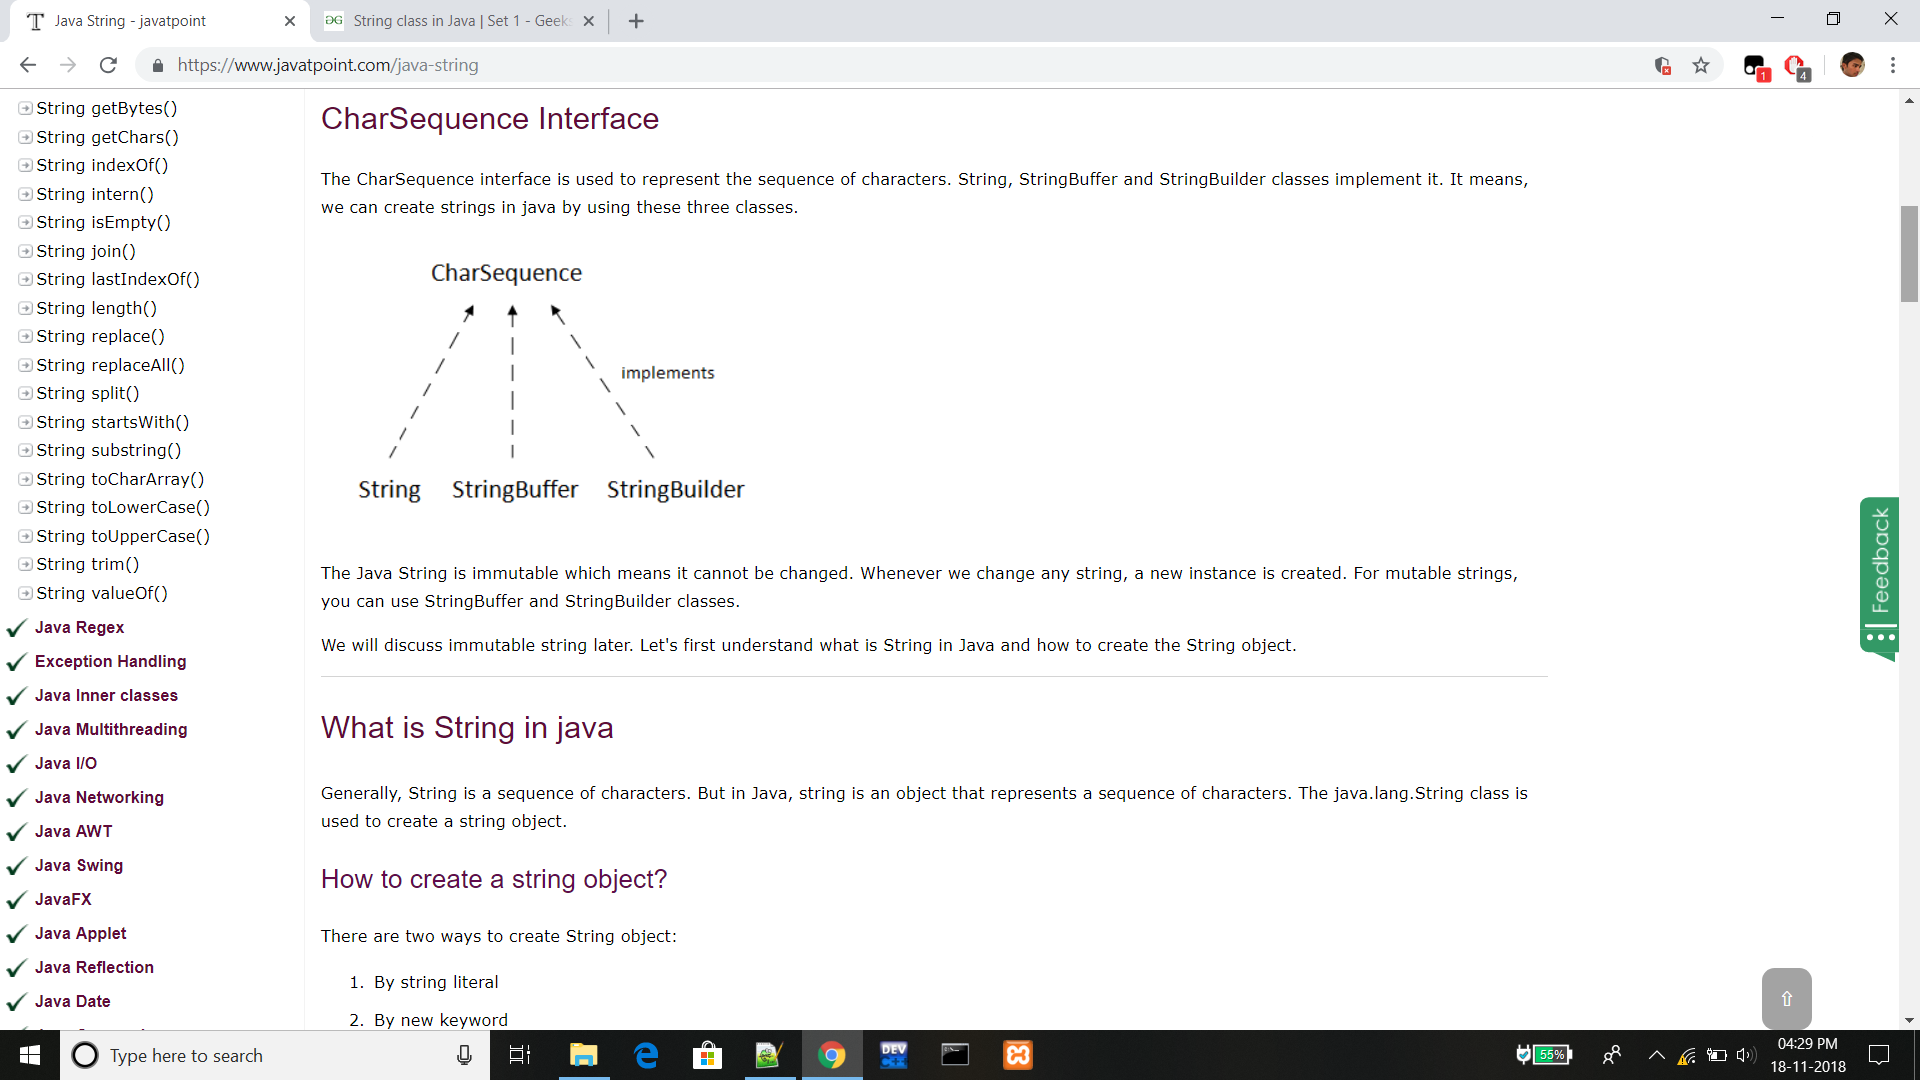 Java String - javatpoint
String class in Java | Set 1 - Geeks
https://www.javatpoint.com/java-string
1
4
String getBytes()
String getChars()
String indexOf()
String intern()
String isEmpty()
String join()
String lastIndexOf()
String length()
String replace()
String replaceAll()
String split()
String startsWith()
String substring()
String toCharArray()
String toLowerCase()
String toUpperCase()
String trim()
String valueOf()
Java Regex
Exception Handling
Java Inner classes
Java Multithreading
Java I/O
Java Networking
Java AWT
Java Swing
JavaFX
Java Applet
Java Reflection
Java Date
CharSequence Interface
The CharSequence interface is used to represent the sequence of characters. String, StringBuffer and StringBuilder classes implement it. It means,
we can create strings in java by using these three classes.
CharSequence
implements
String StringBuffer StringBuilder
The Java String is immutable which means it cannot be changed. Whenever we change any string, a new instance is created. For mutable strings,
you can use StringBuffer and StringBuilder classes.
We will discuss immutable string later. Let's first understand what is String in Java and how to create the String object.
What is String in java
Generally, String is a sequence of characters. But in Java, string is an object that represents a sequence of characters. The java.lang.String class is
used to create a string object.
How to create a string object?
There are two ways to create String object:
1. By string literal
2. By new keyword
Feedback
Type here to search
DEV
55%
04:29 PM
18-11-2018